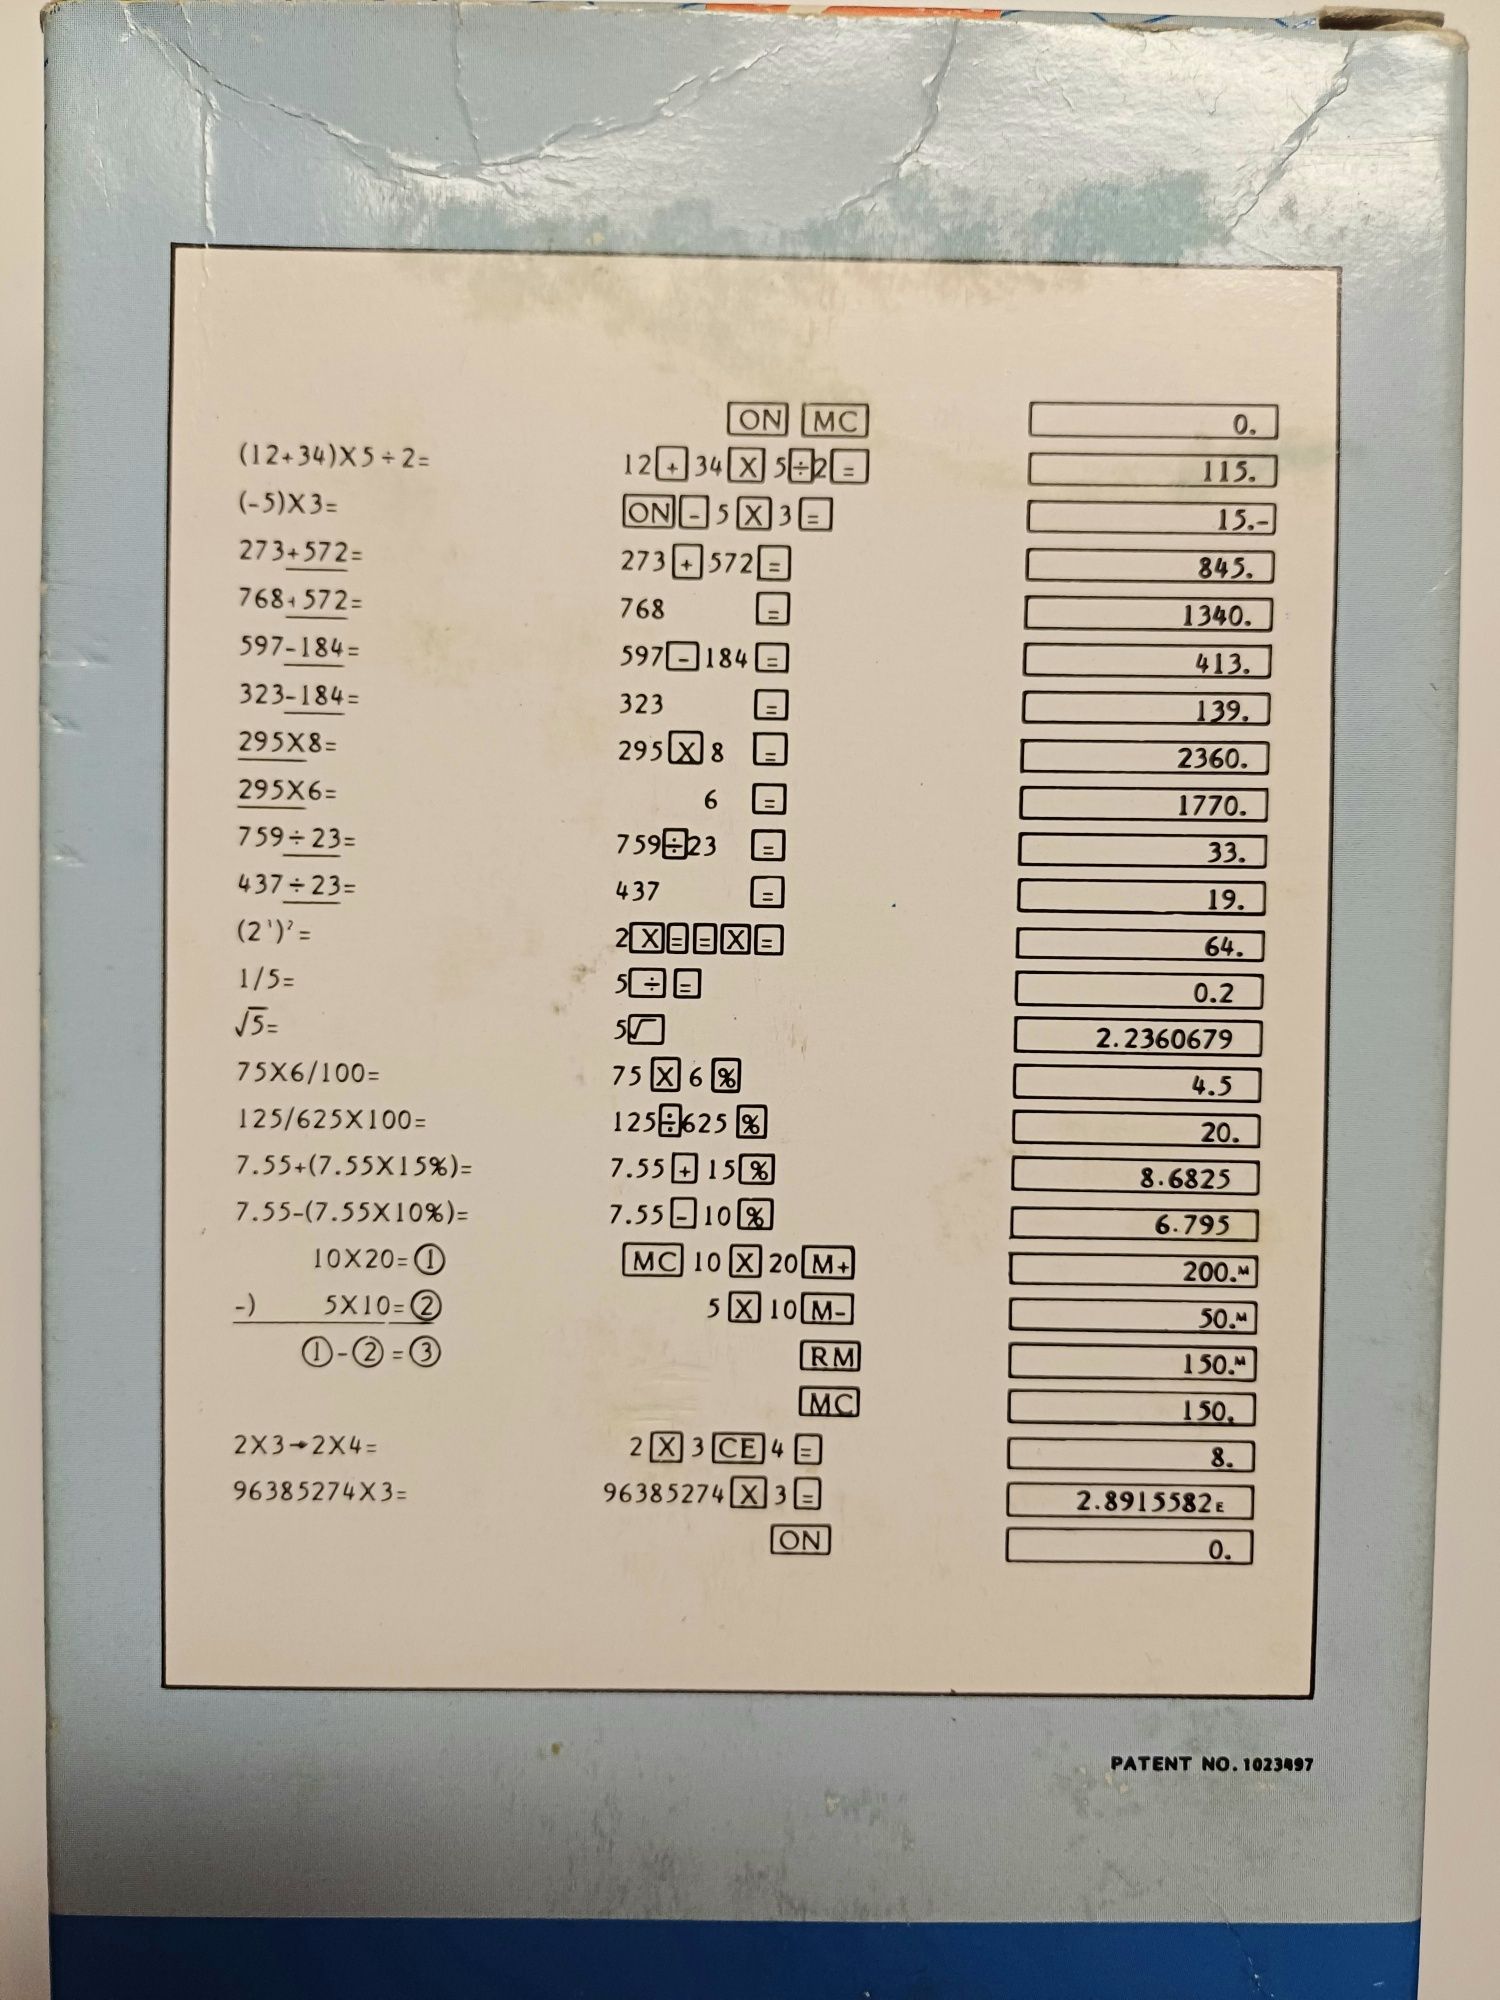 ON MC 0.
(12+34)X5÷2= 12 + 34 X 5 ÷ 2 = 115.
(-5)X3= ON - 5 X 3 = 15.-
273+572= 273 + 572 = 845.
768+572= 768 = 1340.
597-184= 597 - 184 = 413.
323-184= 323 = 139.
295X8= 295 X 8 = 2360.
295X6= 6 = 1770.
759÷23= 759 ÷ 23 = 33.
437÷23= 437 = 19.
(2³)²= 2 X = = X = 64.
1/5= 5 ÷ = 0.2
√5= 5 √ 2.2360679
75X6/100= 75 X 6 % 4.5
125/625X100= 125 ÷ 625 % 20.
7.55+(7.55X15%)= 7.55 + 15 % 8.6825
7.55-(7.55X10%)= 7.55 - 10 % 6.795
10X20=① MC 10 X 20 M+ 200.M
-) 5X10=② 5 X 10 M- 50.M
①-②=③ RM 150.M
MC 150.
2X3→2X4= 2 X 3 CE 4 = 8.
96385274X3= 96385274 X 3 = 2.8915582E
ON 0.
PATENT NO. 1023497